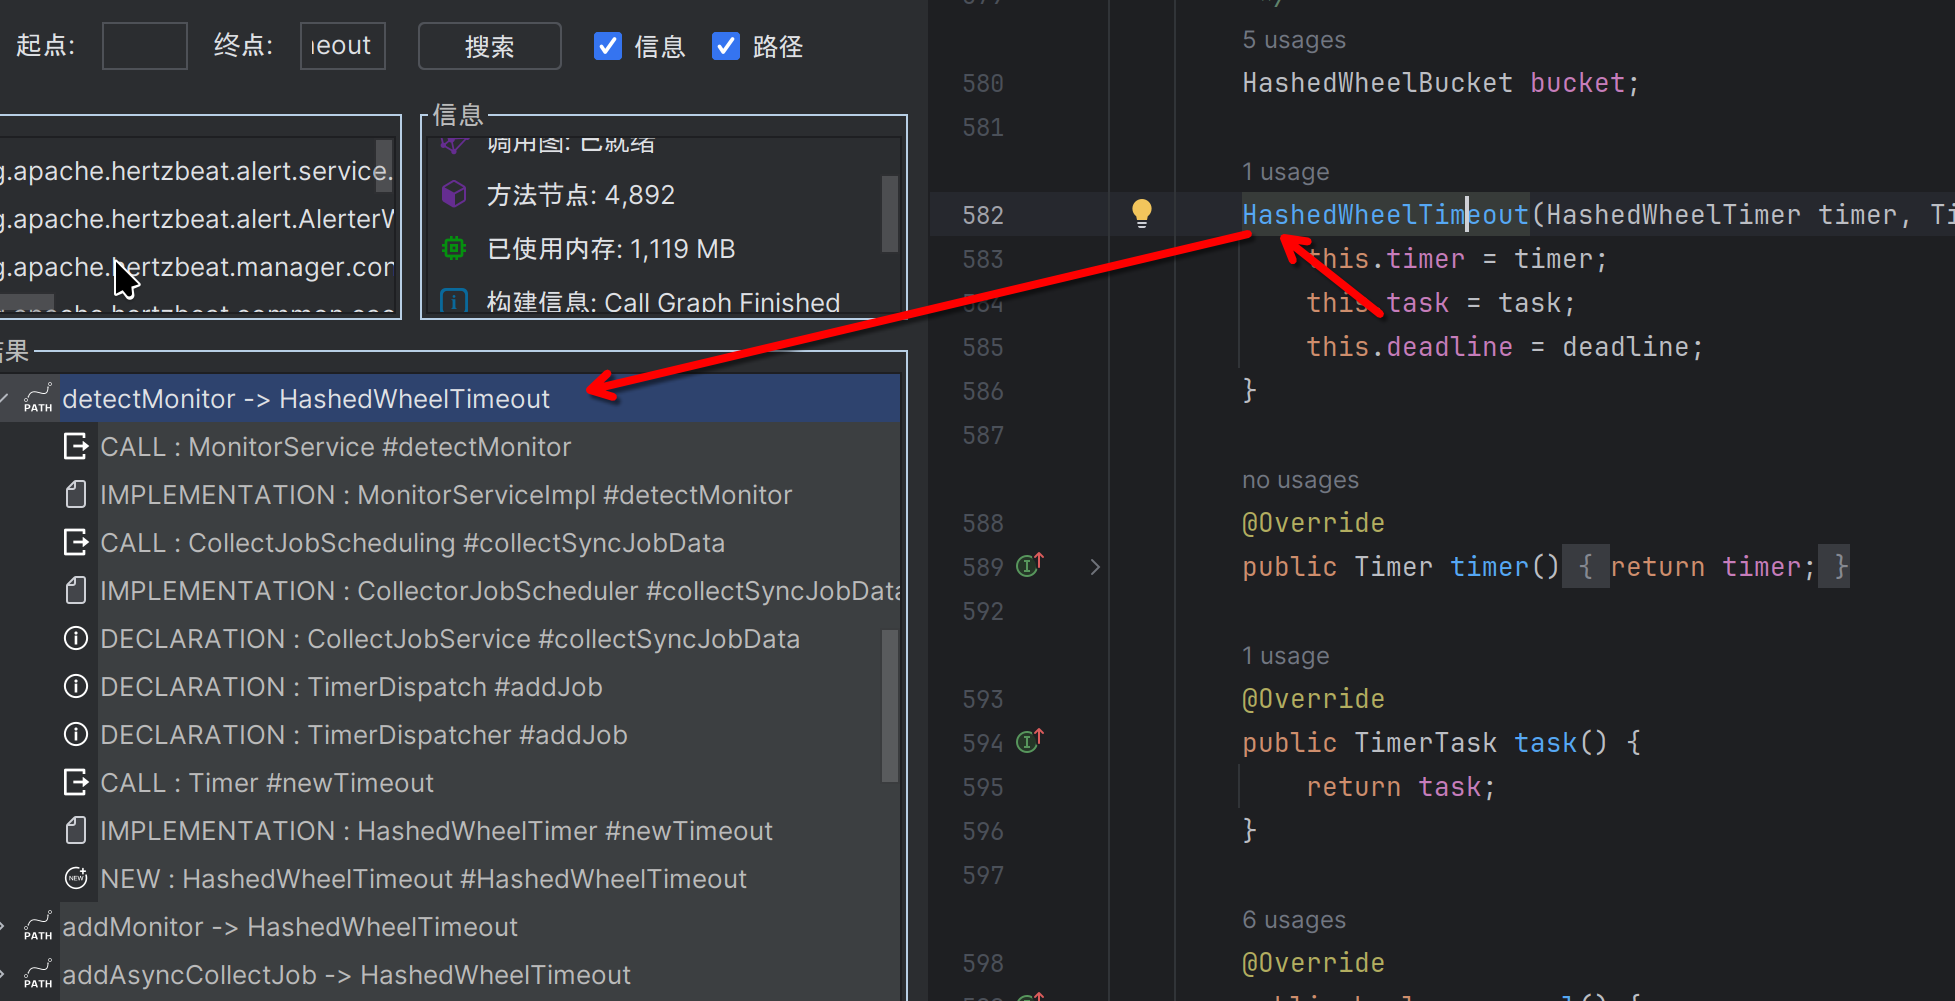 起点:
终点:
eout
搜索
信息
路径
g.apache.hertzbeat.alert.service.
g.apache.hertzbeat.alert.AlerterW
g.apache.hertzbeat.manager.con
信息
调用图: 已就绪
方法节点: 4,892
已使用内存: 1,119 MB
构建信息: Call Graph Finished
结果
PATH detectMonitor -> HashedWheelTimeout
CALL : MonitorService #detectMonitor
IMPLEMENTATION : MonitorServiceImpl #detectMonitor
CALL : CollectJobScheduling #collectSyncJobData
IMPLEMENTATION : CollectorJobScheduler #collectSyncJobData
DECLARATION : CollectJobService #collectSyncJobData
DECLARATION : TimerDispatch #addJob
DECLARATION : TimerDispatcher #addJob
CALL : Timer #newTimeout
IMPLEMENTATION : HashedWheelTimer #newTimeout
NEW : HashedWheelTimeout #HashedWheelTimeout
PATH addMonitor -> HashedWheelTimeout
PATH addAsyncCollectJob -> HashedWheelTimeout
*/
5 usages
580 HashedWheelBucket bucket;
581
1 usage
582 HashedWheelTimeout(HashedWheelTimer timer, Ti
583 this.timer = timer;
584 this.task = task;
585 this.deadline = deadline;
586 }
587
no usages
588 @Override
589 public Timer timer() { return timer; }
592
1 usage
593 @Override
594 public TimerTask task() {
595 return task;
596 }
597
6 usages
598 @Override